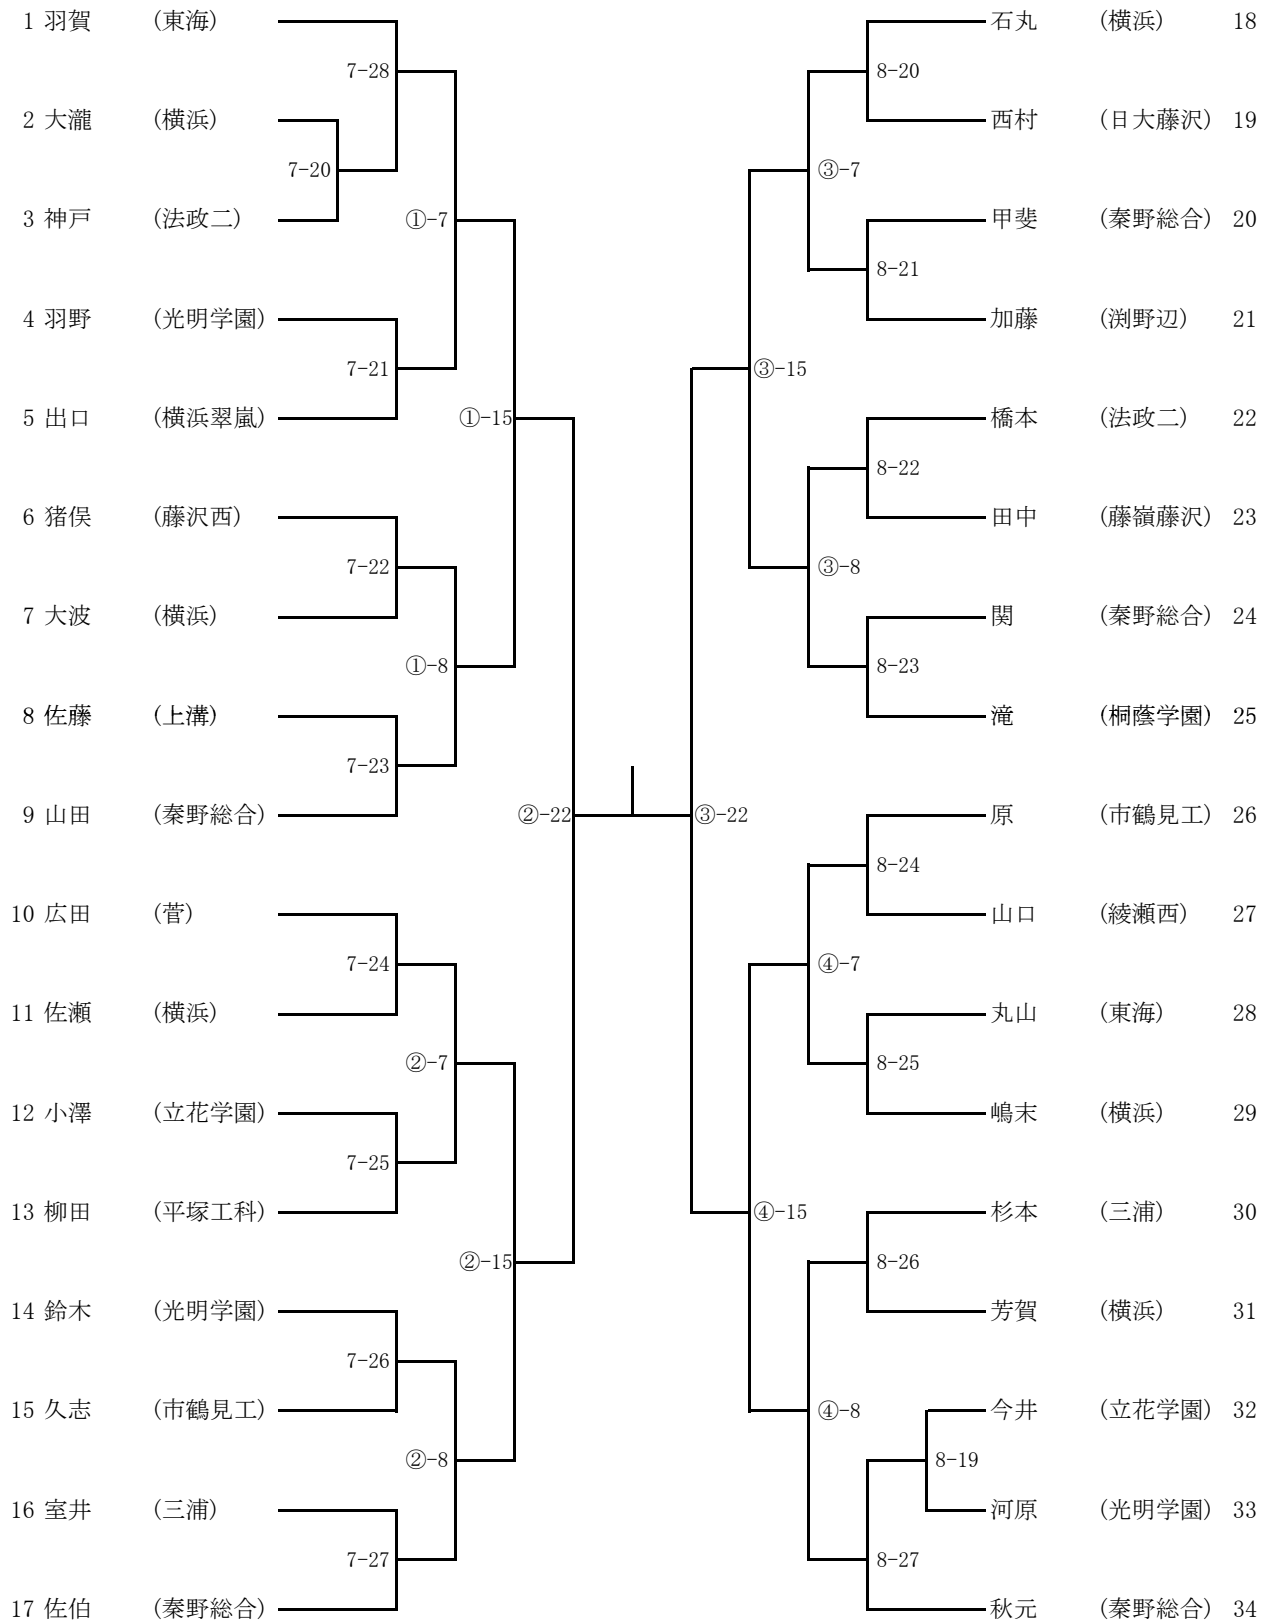 1 羽賀 (東海)
7-28
2 大瀧 (横浜)
7-20
3 神戸 (法政二)
①-7
4 羽野 (光明学園)
7-21
5 出口 (横浜翠嵐)
①-15
6 猪俣 (藤沢西)
7-22
7 大波 (横浜)
①-8
8 佐藤 (上溝)
7-23
9 山田 (秦野総合)
②-22
10 広田 (菅)
7-24
11 佐瀬 (横浜)
②-7
12 小澤 (立花学園)
7-25
13 柳田 (平塚工科)
②-15
14 鈴木 (光明学園)
7-26
15 久志 (市鶴見工)
②-8
16 室井 (三浦)
7-27
17 佐伯 (秦野総合)
石丸 (横浜) 18
8-20
西村 (日大藤沢) 19
③-7
甲斐 (秦野総合) 20
8-21
加藤 (渕野辺) 21
③-15
橋本 (法政二) 22
8-22
田中 (藤嶺藤沢) 23
③-8
関 (秦野総合) 24
8-23
滝 (桐蔭学園) 25
③-22
原 (市鶴見工) 26
8-24
山口 (綾瀬西) 27
④-7
丸山 (東海) 28
8-25
嶋末 (横浜) 29
④-15
杉本 (三浦) 30
8-26
芳賀 (横浜) 31
④-8
今井 (立花学園) 32
8-19
河原 (光明学園) 33
8-27
秋元 (秦野総合) 34